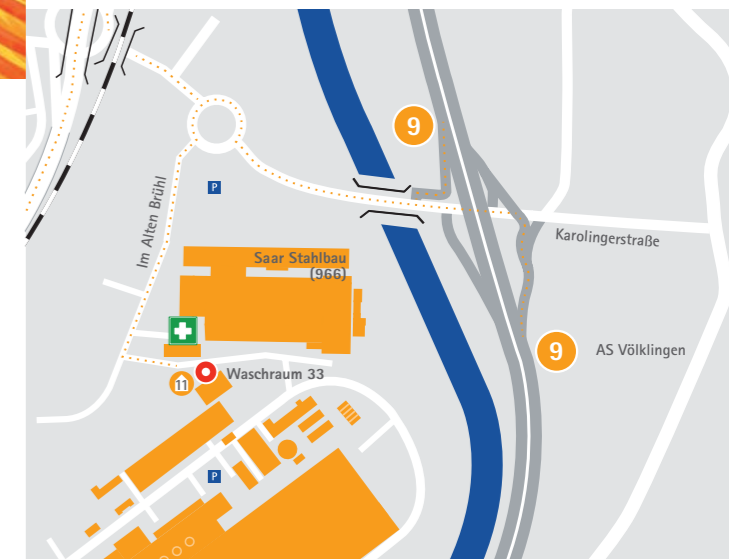 9
P
Im Alten Brühl
Karolingerstraße
Saar Stahlbau
(966)
9
AS Völklingen
Waschraum 33
11
P